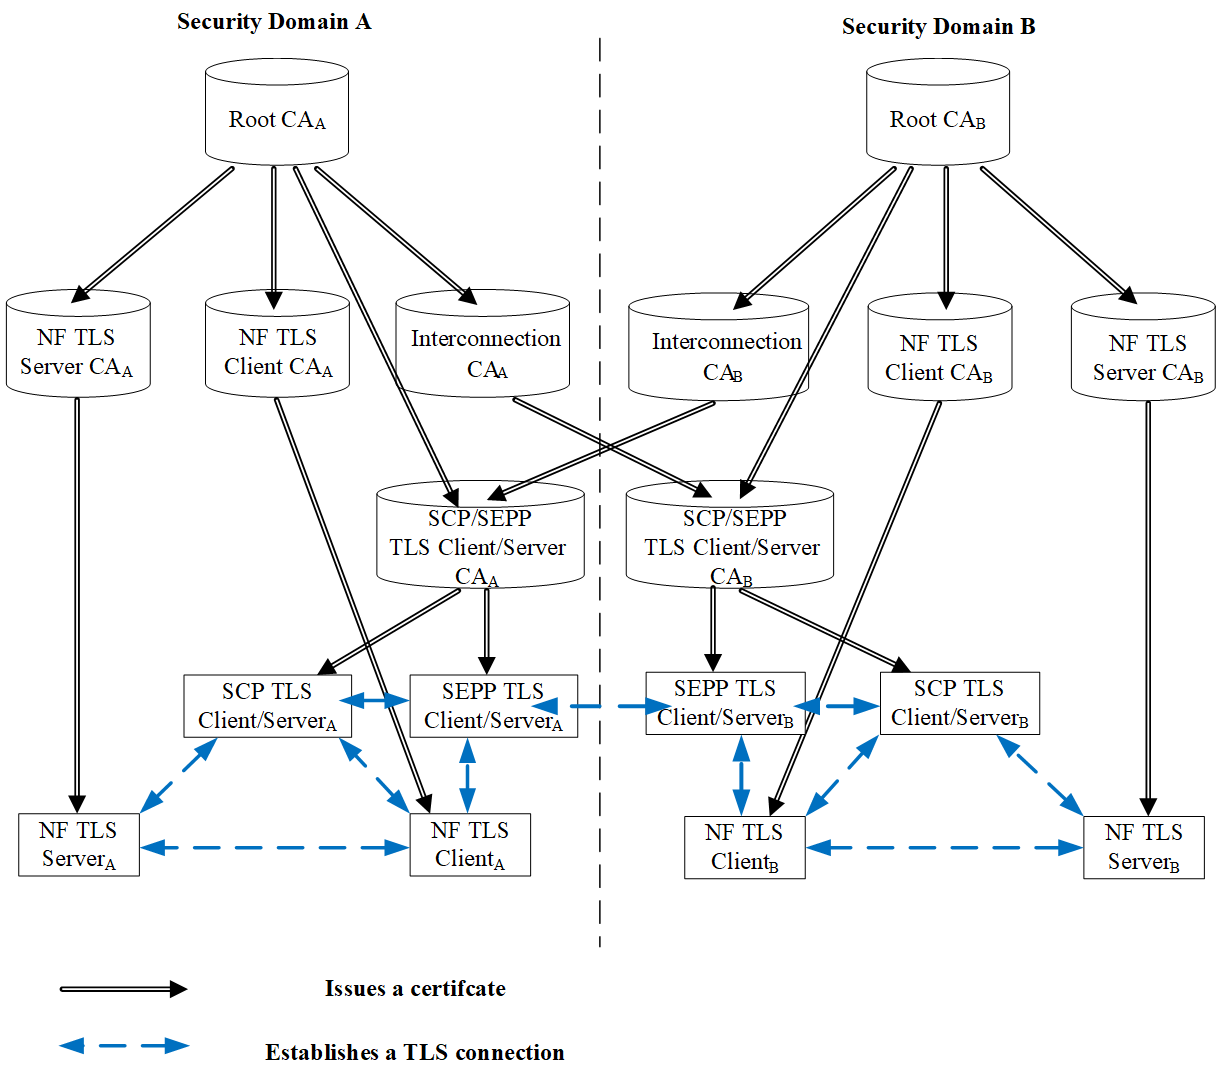 Security Domain A
Security Domain B
Root CAA
Root CAB
NF TLS
Server CAA
NF TLS
Client CAA
Interconnection
CAA
Interconnection
CAB
NF TLS
Client CAB
NF TLS
Server CAB
SCP/SEPP
TLS Client/Server
CAA
SCP/SEPP
TLS Client/Server
CAB
SCP TLS
Client/ServerA
SEPP TLS
Client/ServerA
SEPP TLS
Client/ServerB
SCP TLS
Client/ServerB
NF TLS
ServerA
NF TLS
ClientA
NF TLS
ClientB
NF TLS
ServerB
Issues a certifcate
Establishes a TLS connection